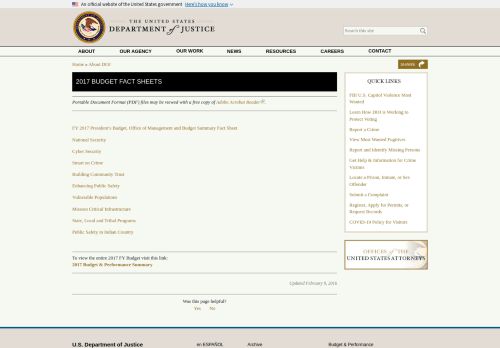 An official website of the United States government Here's how you know
THE UNITED STATES
DEPARTMENT of JUSTICE
Search this site
ABOUT
OUR AGENCY
OUR WORK
NEWS
RESOURCES
CAREERS
CONTACT
Home » About DOJ
SHARE
2017 BUDGET FACT SHEETS
Portable Document Format (PDF) files may be viewed with a free copy of Adobe Acrobat Reader.
FY 2017 President's Budget, Office of Management and Budget Summary Fact Sheet
National Security
Cyber Security
Smart on Crime
Building Community Trust
Enhancing Public Safety
Vulnerable Populations
Mission Critical Infrastructure
State, Local and Tribal Programs
Public Safety in Indian Country
To view the entire 2017 FY Budget visit this link:
2017 Budget & Performance Summary
Updated February 9, 2016
Was this page helpful?
Yes No
QUICK LINKS
FBI U.S. Capitol Violence Most
Wanted
Learn How DOJ is Working to
Protect Voting
Report a Crime
View Most Wanted Fugitives
Report and Identify Missing Persons
Get Help & Information for Crime
Victims
Locate a Prison, Inmate, or Sex
Offender
Submit a Complaint
Register, Apply for Permits, or
Request Records
COVID-19 Policy for Visitors
OFFICES of THE
UNITED STATES ATTORNEYS
U.S. Department of Justice
en ESPAÑOL
Archive
Budget & Performance